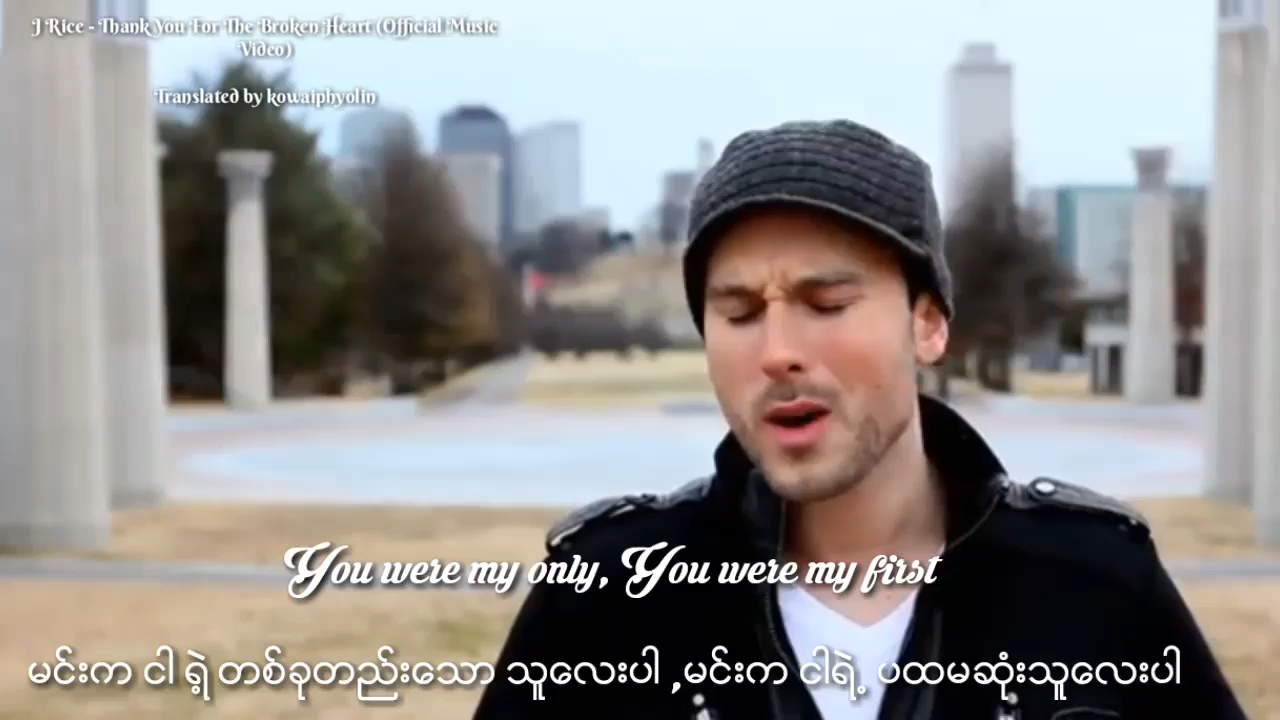 J Rice - Thank You For The Broken Heart (Official Music
Video)
Translated by kowaiphyolin
You were my only, You were my first
မင်းက ငါ ရဲ့ တစ်ခုတည်းသော သူလေးပါ ,မင်းက ငါရဲ့ ပထမဆုံးသူလေးပါ